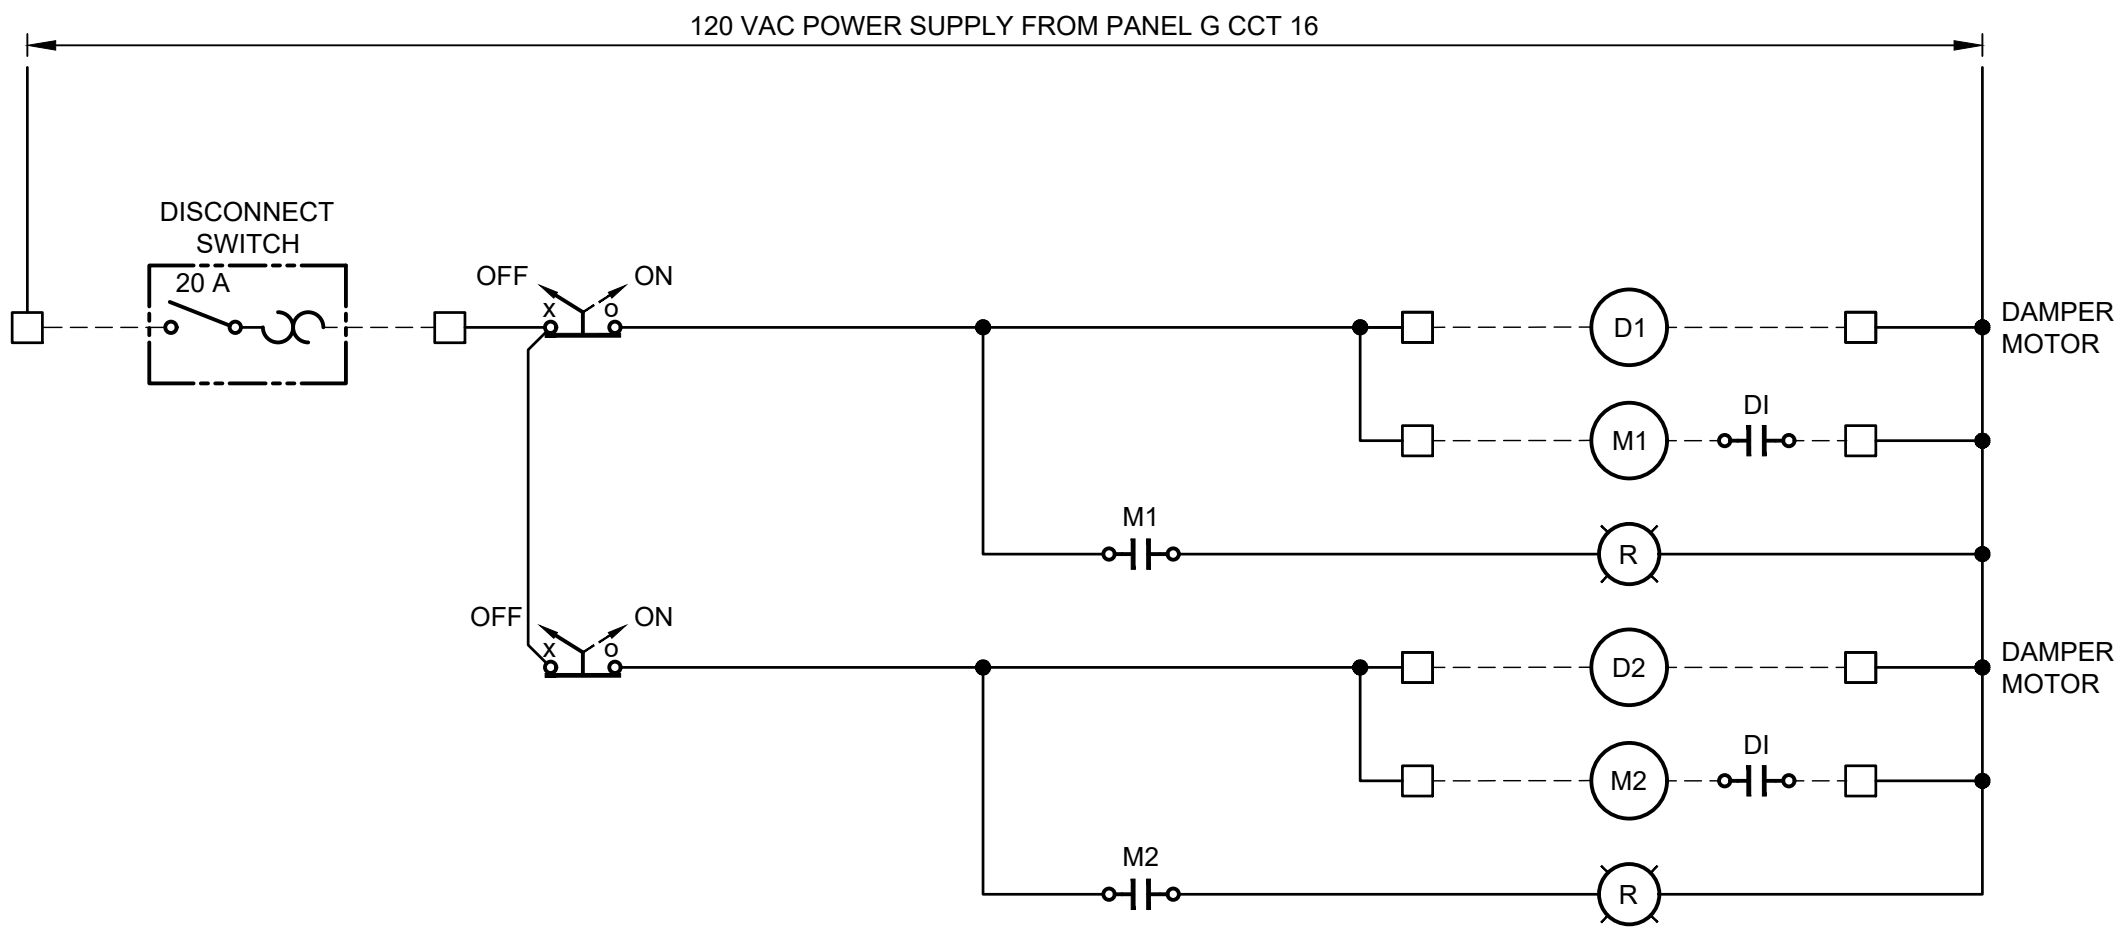 120 VAC POWER SUPPLY FROM PANEL G CCT 16
DISCONNECT
SWITCH
20 A
OFF
ON
x
o
D1
DAMPER
MOTOR
M1
DI
M1
R
OFF
ON
x
o
D2
DAMPER
MOTOR
M2
DI
M2
R